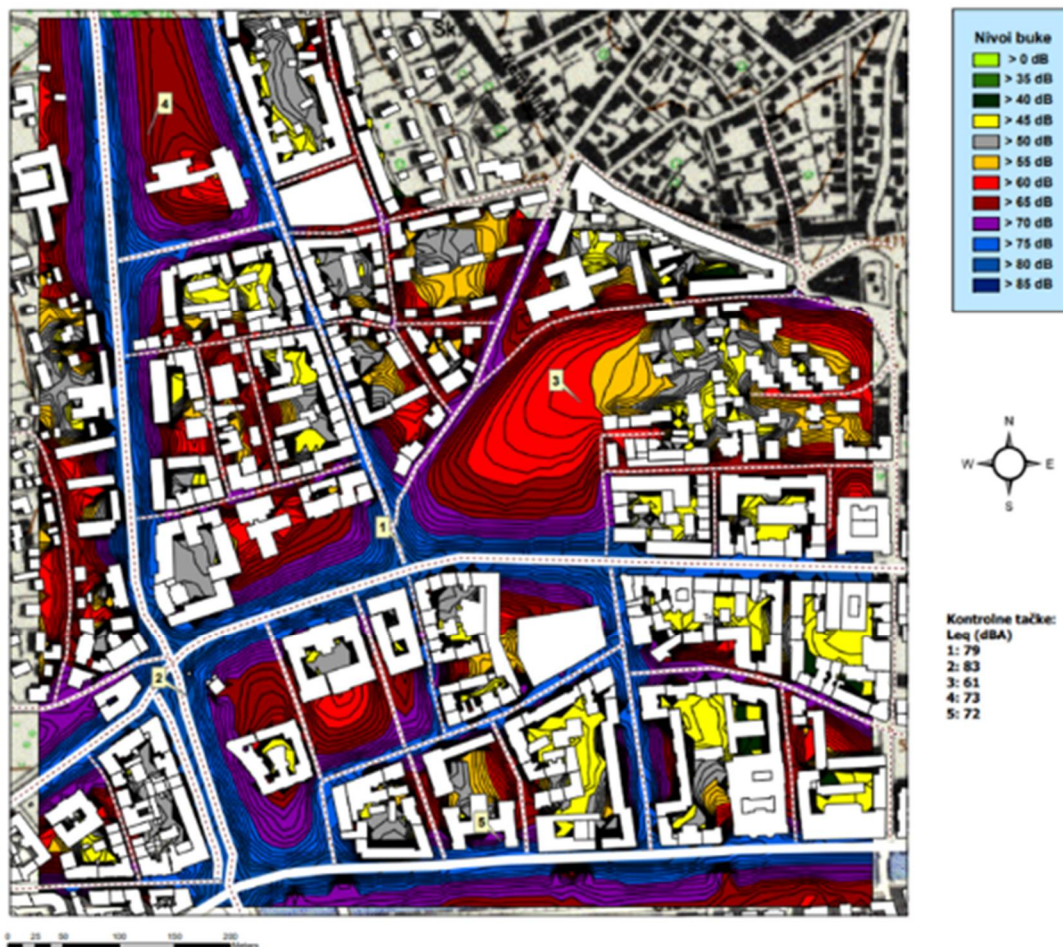 Sk.
4
Nivoi buke
> 0 dB
> 35 dB
> 40 dB
> 45 dB
> 50 dB
> 55 dB
> 60 dB
> 65 dB
> 70 dB
> 75 dB
> 80 dB
> 85 dB
3
N
W E
S
1
Kontrolne tačke:
Leq (dBA)
1: 79
2: 83
3: 61
4: 73
5: 72
2
5
0 25 50 100 150 200
Meters